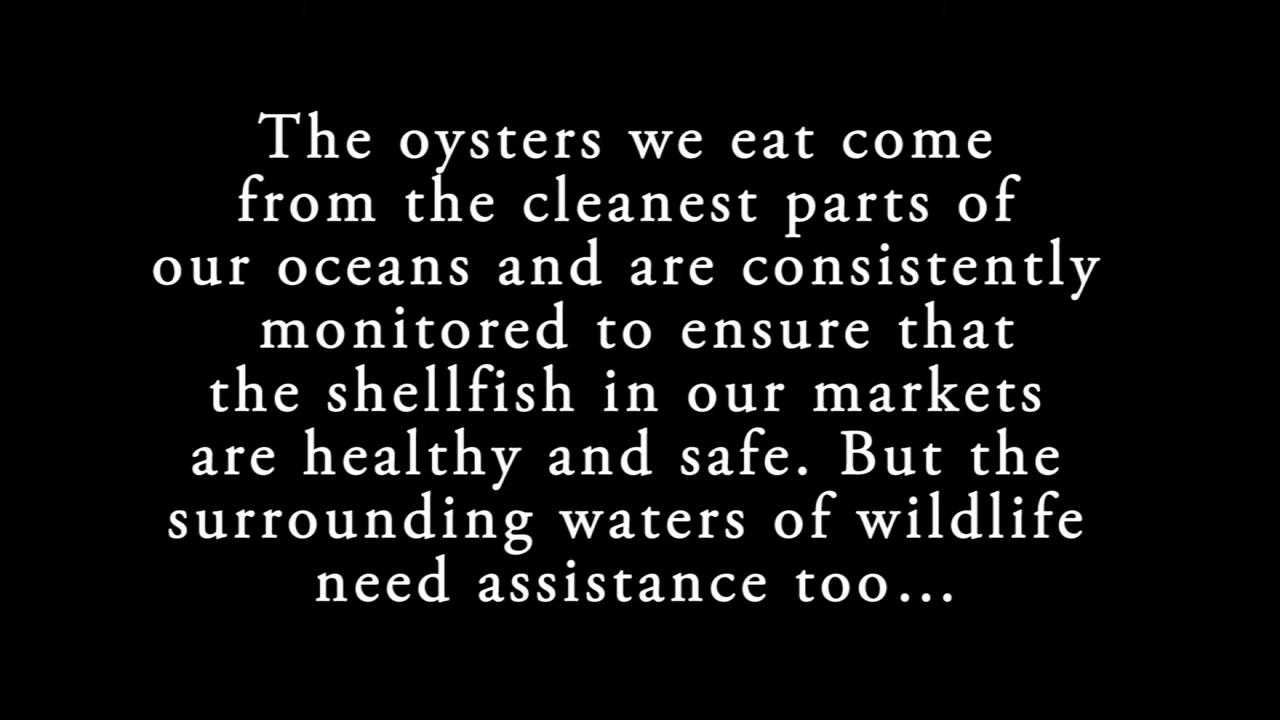 The oysters we eat come
from the cleanest parts of
our oceans and are consistently
monitored to ensure that
the shellfish in our markets
are healthy and safe. But the
surrounding waters of wildlife
need assistance too...